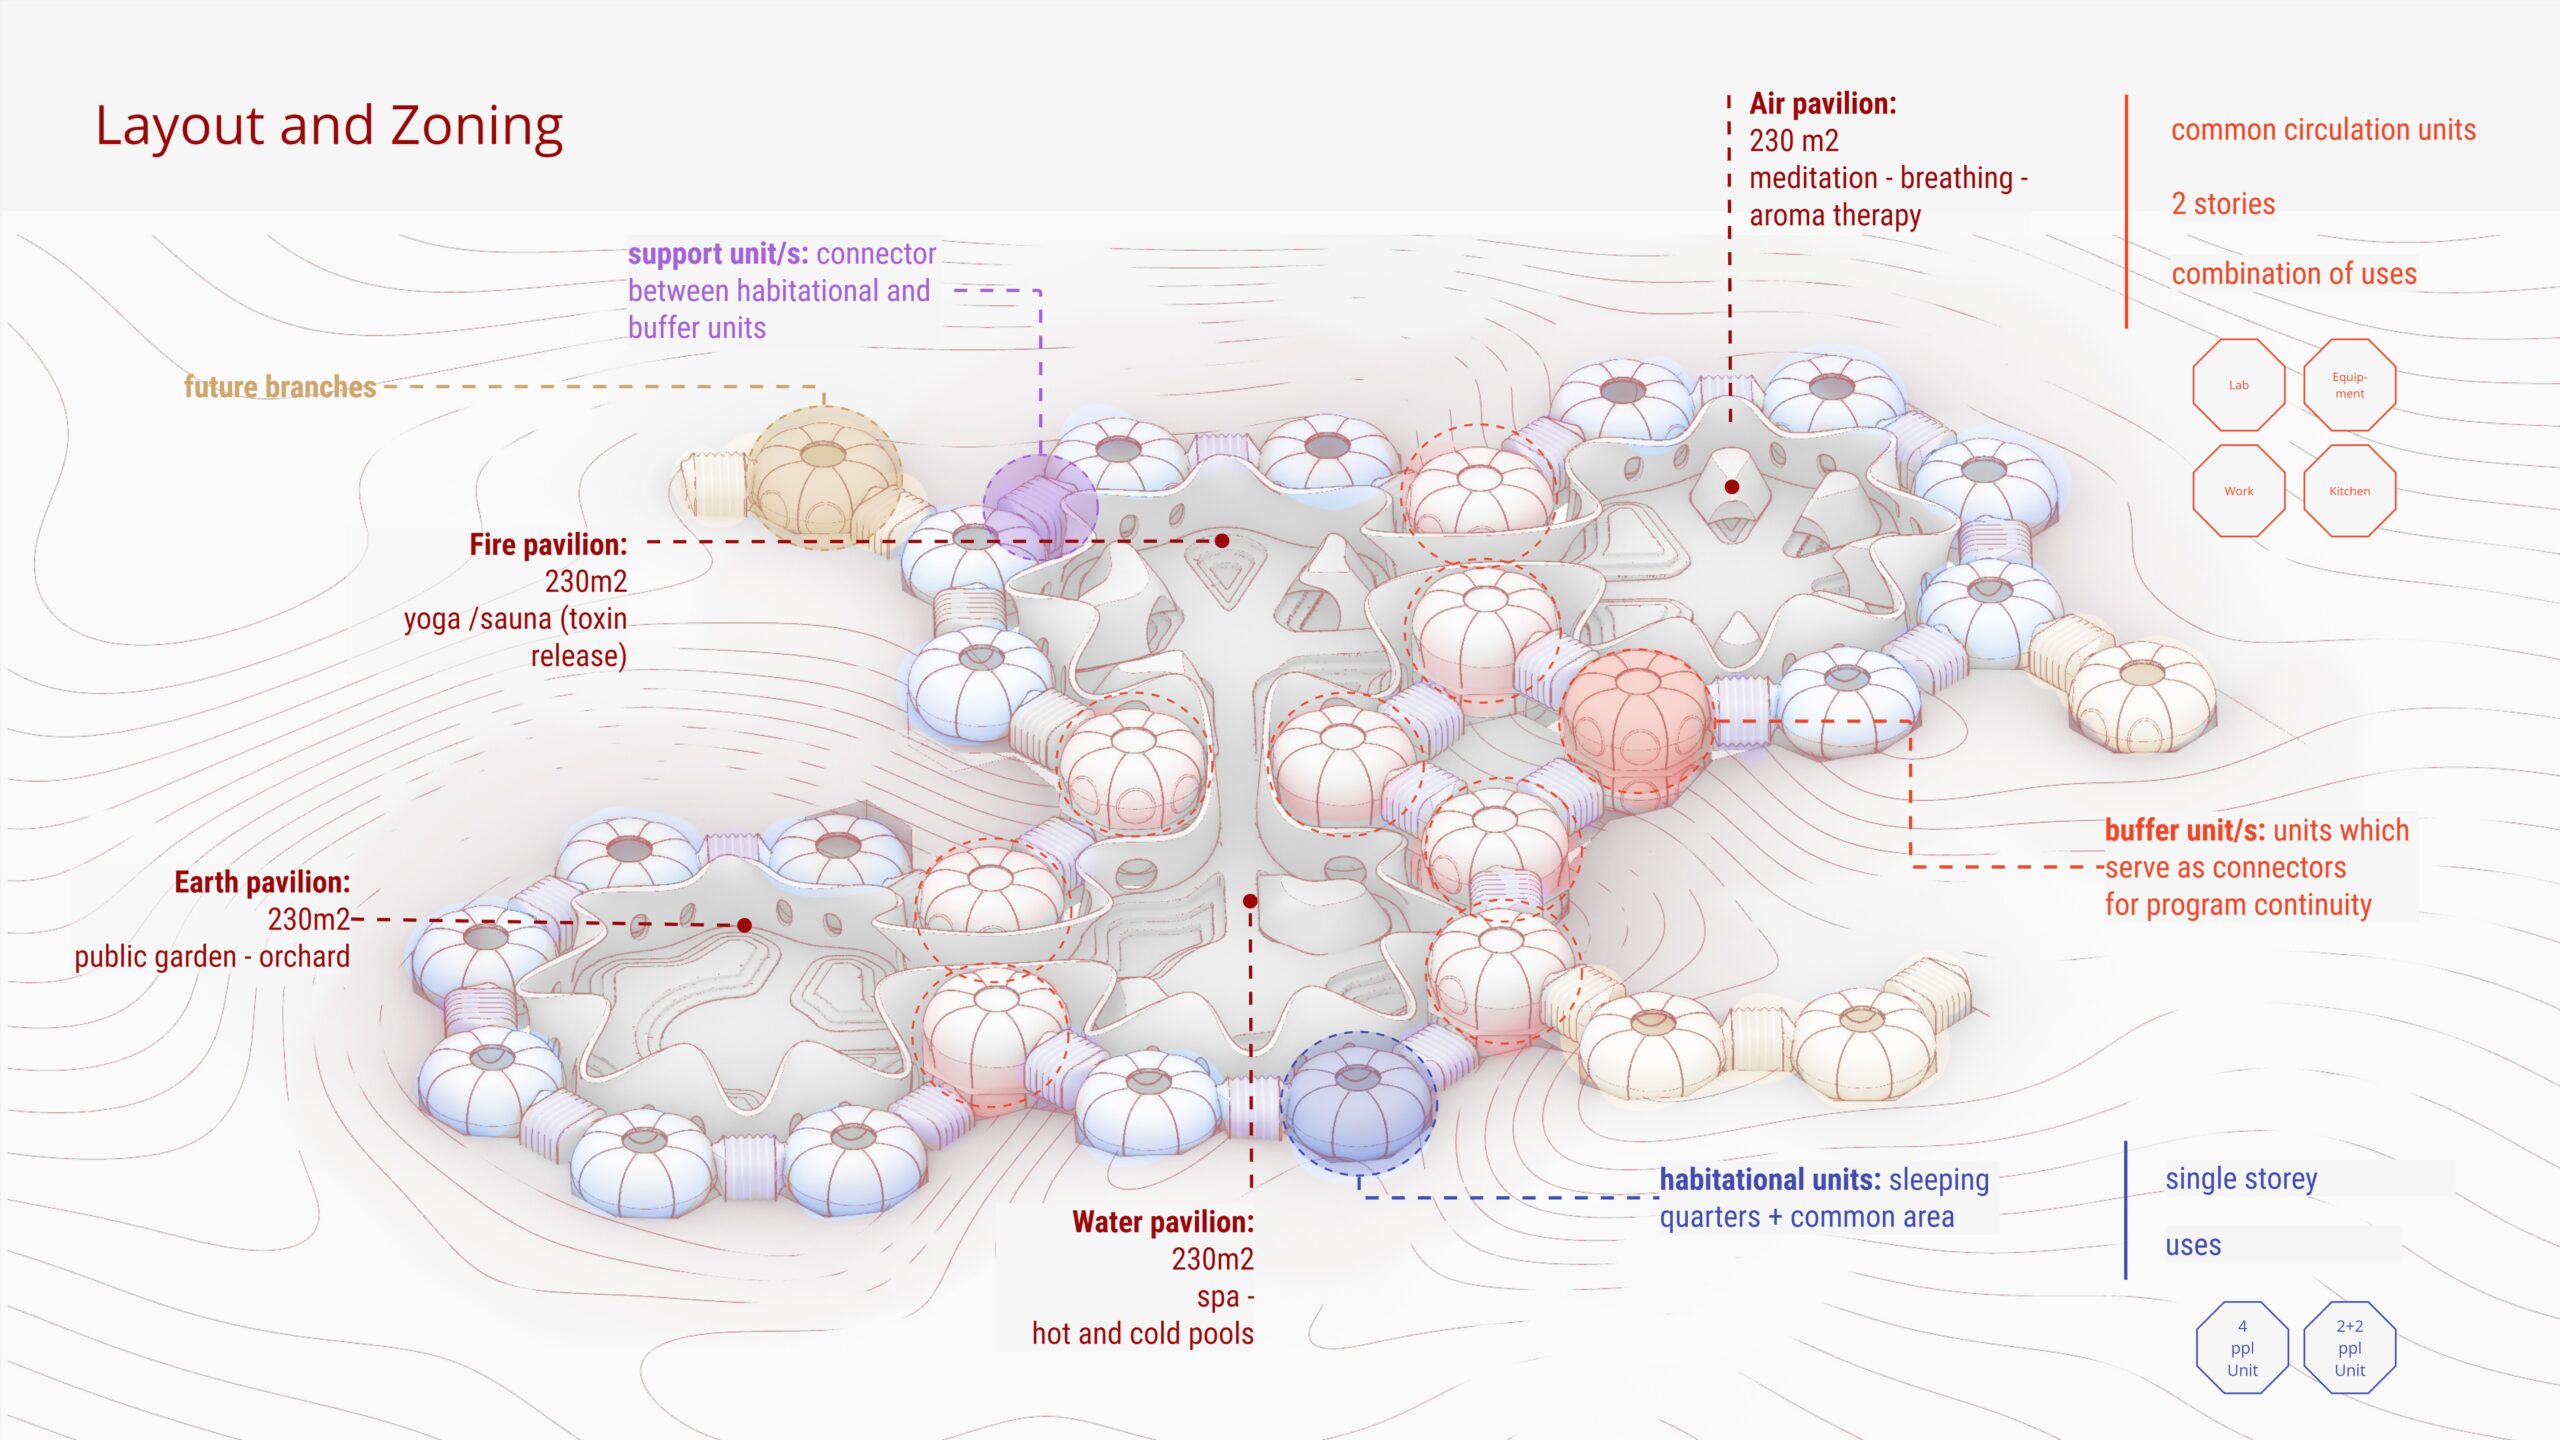 Layout and Zoning
Air pavilion:
230 m2
meditation - breathing -
aroma therapy
common circulation units
2 stories
combination of uses
Lab
Equip-
ment
Work
Kitchen
support unit/s: connector
between habitational and
buffer units
future branches
Fire pavilion:
230m2
yoga /sauna (toxin
release)
Earth pavilion:
230m2
public garden - orchard
buffer unit/s: units which
serve as connectors
for program continuity
Water pavilion:
230m2
spa -
hot and cold pools
habitational units: sleeping
quarters + common area
single storey
uses
4
ppl
Unit
2+2
ppl
Unit